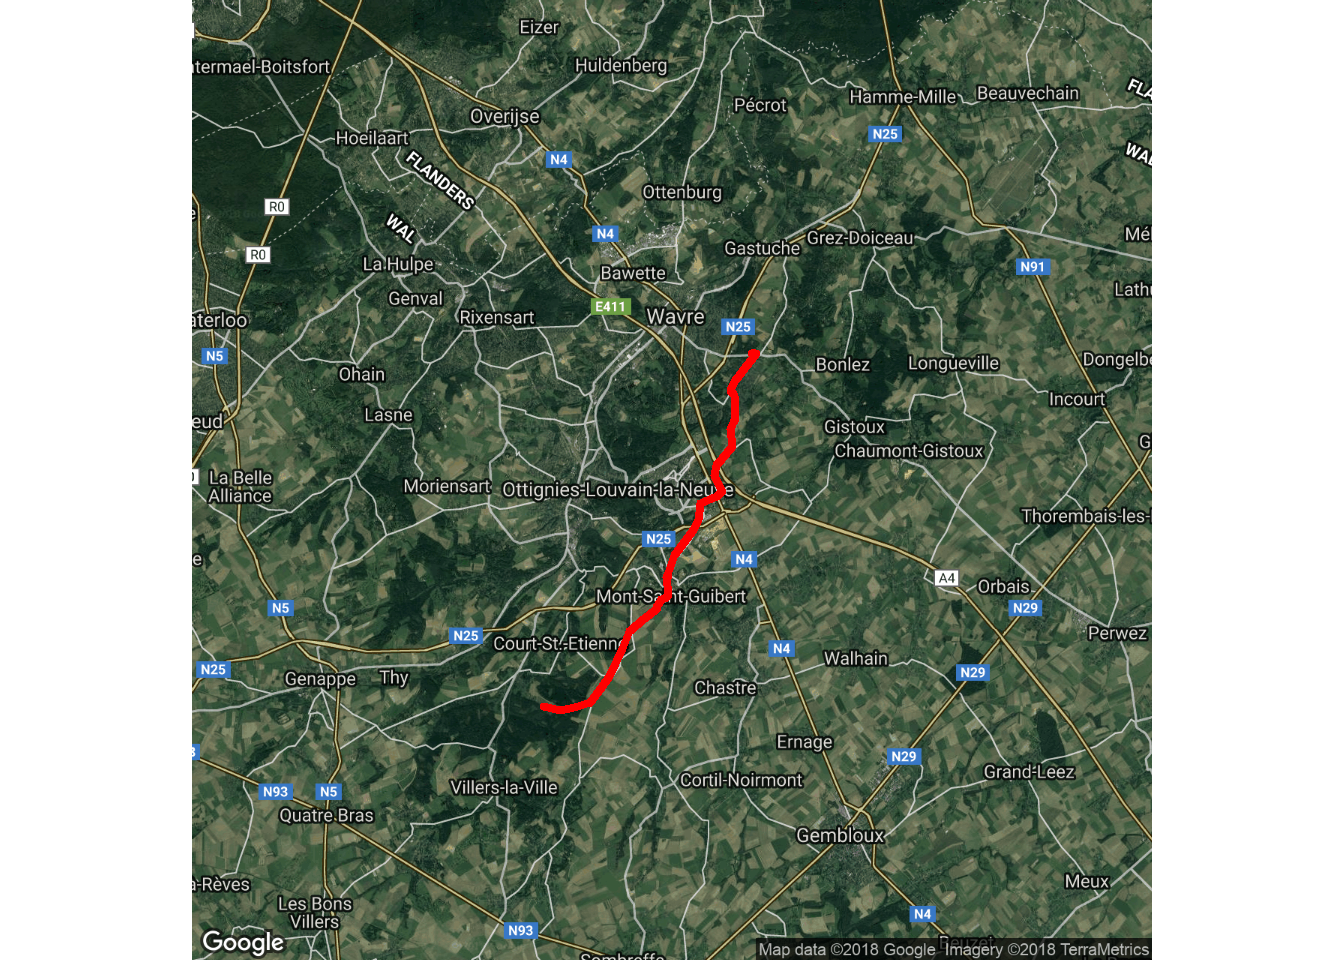 Eizer
ntermael-Boitsfort
Huldenberg
Pécrot
Hamme-Mille
Beauvechain
FLA
Overijse
Hoeilaart
N25
FLANDERS
N4
WAL
Ottenburg
R0
WAL
N4
Gastuche
Grez-Doiceau
Mél
R0
La Hulpe
Bawette
N91
Genval
E411
Lathu
Rixensart
Wavre
N25
aterloo
N5
Bonlez
Longueville
Dongelbe
Ohain
Incourt
Lasne
eud
Gistoux
G
Chaumont-Gistoux
La Belle
Alliance
Moriensart
Ottignies-Louvain-la-Neuve
Thorembais-les-
N25
N4
e
A4
Orbais
Mont-Saint-Guibert
N5
N29
N25
Court-St.-Etienne
Perwez
N4
Walhain
N25
Genappe
Thy
N29
Chastre
Ernage
N29
Grand-Leez
Villers-la-Ville
Cortil-Noirmont
N93
N5
Quatre Bras
Gembloux
a-Rèves
Meux
Les Bons
Villers
N4
N93
Google
Beuzet
Map data ©2018 Google Imagery ©2018 TerraMetrics
Sombreffe